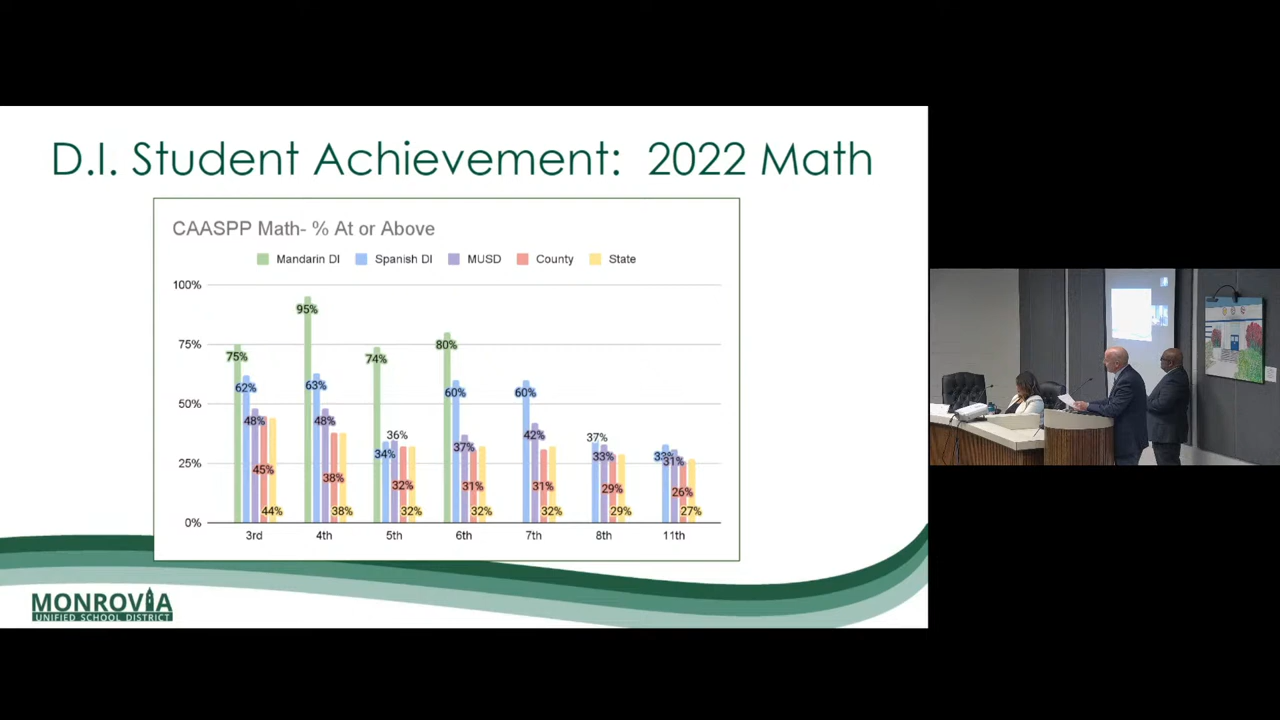 D.I. Student Achievement: 2022 Math
CAASPP Math- % At or Above
Mandarin DI Spanish DI MUSD County State
100%
75%
50%
25%
0%
75% 62% 48% 45% 44%
95% 63% 48% 38% 38%
74% 34% 36% 32% 32%
80% 60% 37% 31% 32%
60% 42% 31% 32%
37% 33% 29% 29%
33% 31% 26% 27%
3rd 4th 5th 6th 7th 8th 11th
MONROVIA
UNIFIED SCHOOL DISTRICT